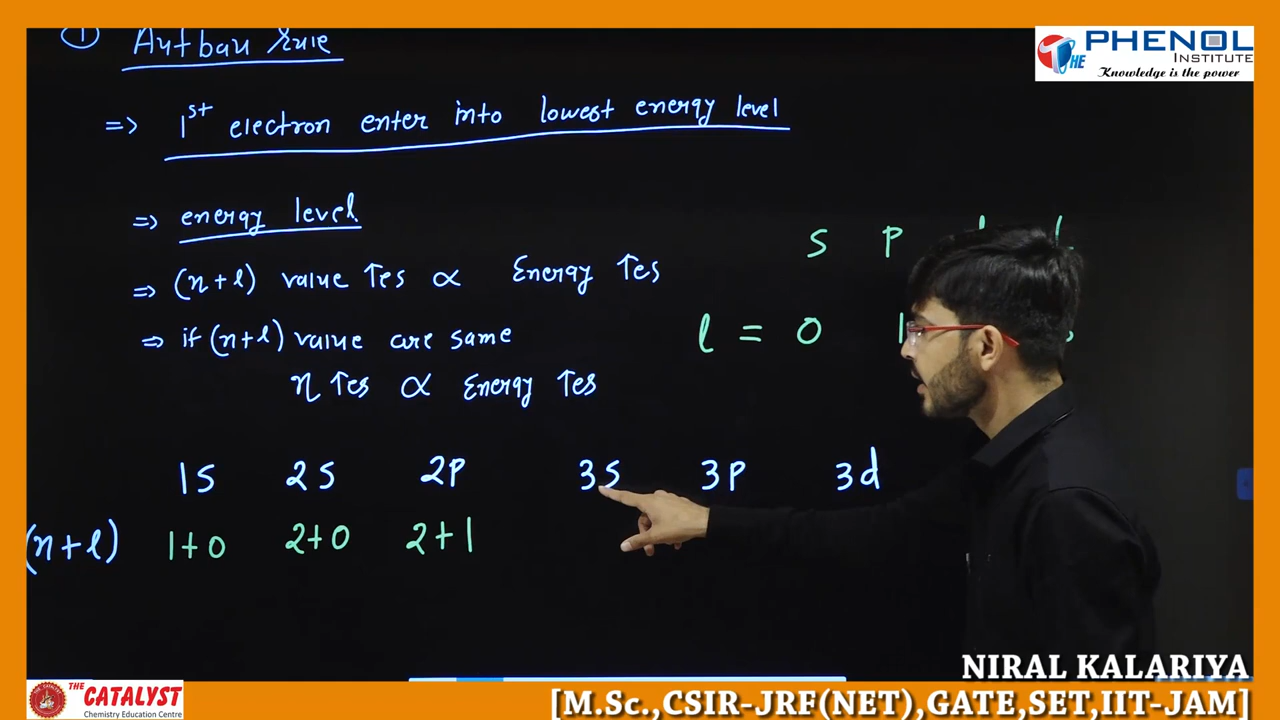 ① Aufbau rule
PHENOL
THE
INSTITUTE
Knowledge is the power
=> 1st electron enter into lowest energy level
=> energy level
=> (n+l) value ↑es ∝ Energy ↑es
=> if (n+l) value are same
n ↑es ∝ Energy ↑es
S P
l = 0 1
1S 2S 2P 3S 3P 3d
(n+l) 1+0 2+0 2+1
NIRAL KALARIYA
THE CATALYST
Chemistry Education Centre
[M.Sc.,CSIR-JRF(NET),GATE,SET,IIT-JAM]